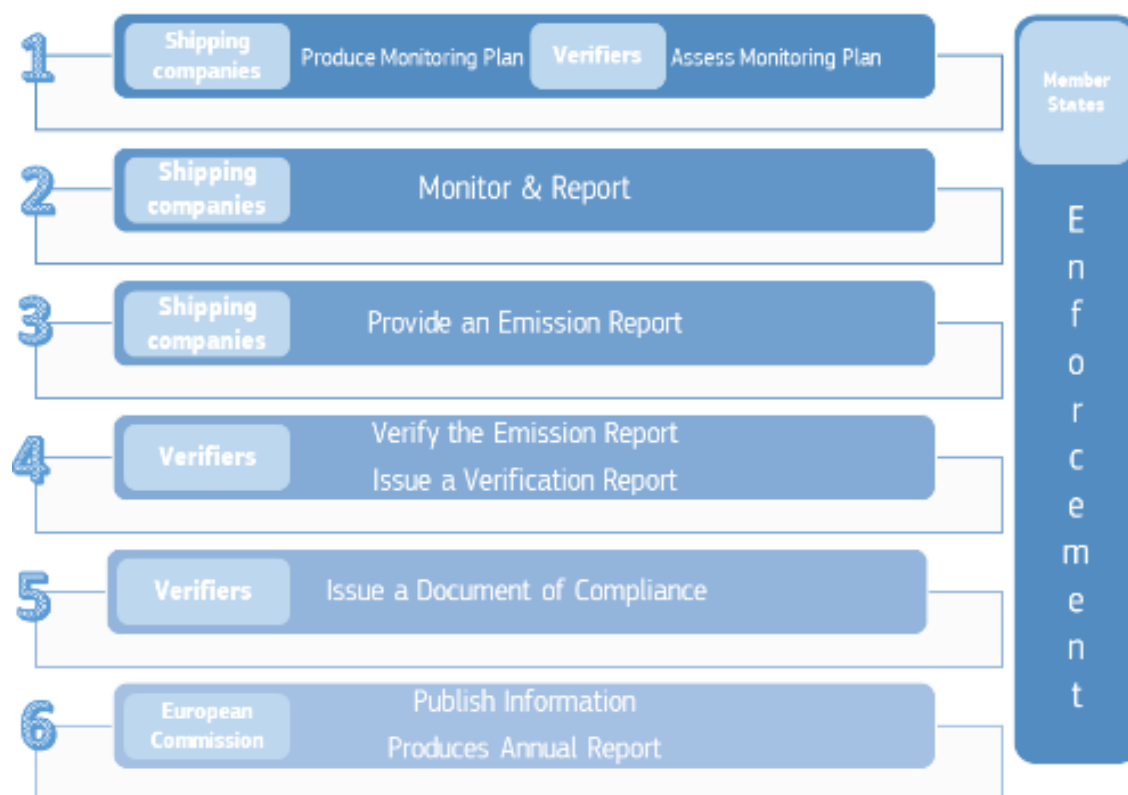 1
Shipping
companies
Produce Monitoring Plan
Verifiers
Assess Monitoring Plan
2
Shipping
companies
Monitor & Report
3
Shipping
companies
Provide an Emission Report
4
Verifiers
Verify the Emission Report
Issue a Verification Report
5
Verifiers
Issue a Document of Compliance
6
European
Commission
Publish Information
Produces Annual Report
Member
States
Enforcement